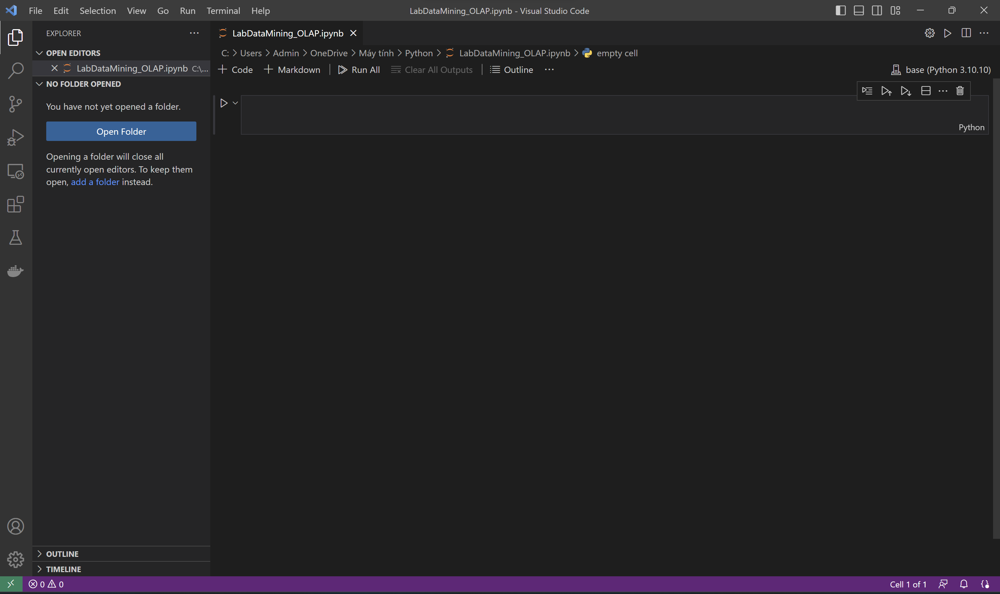 File Edit Selection View Go Run Terminal Help
LabDataMining_OLAP.ipynb - Visual Studio Code
EXPLORER
OPEN EDITORS
LabDataMining_OLAP.ipynb C:\...
NO FOLDER OPENED
You have not yet opened a folder.
Open Folder
Opening a folder will close all
currently open editors. To keep them
open, add a folder instead.
OUTLINE
TIMELINE
LabDataMining_OLAP.ipynb
C: > Users > Admin > OneDrive > Máy tính > Python > LabDataMining_OLAP.ipynb > empty cell
+ Code + Markdown | Run All Clear All Outputs | Outline ...
base (Python 3.10.10)
Python
0 0
Cell 1 of 1